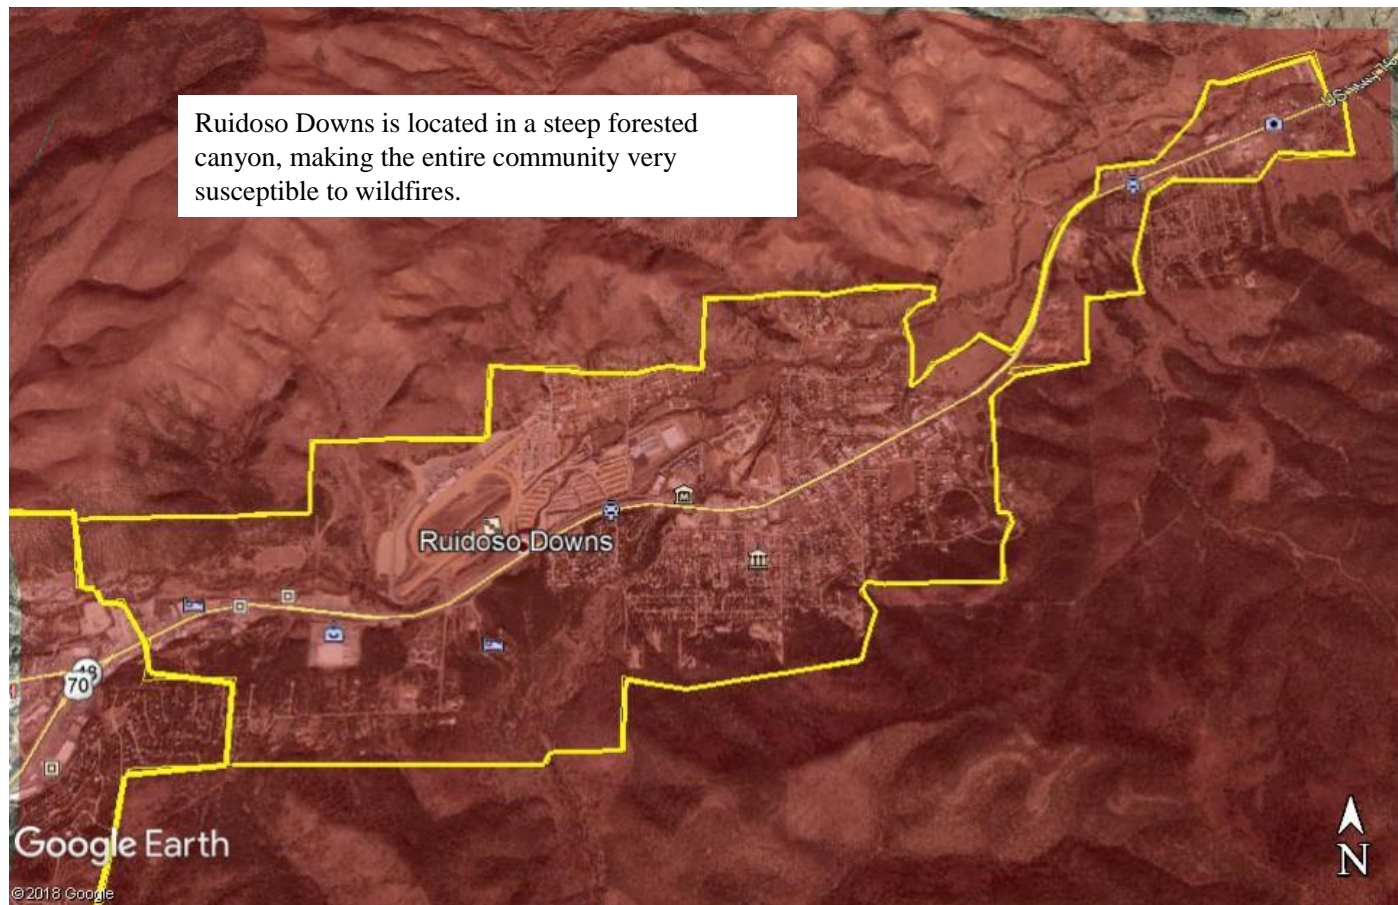 Ruidoso Downs is located in a steep forested
canyon, making the entire community very
susceptible to wildfires.
Ruidoso Downs
48
70
Google Earth
N
©2018 Google